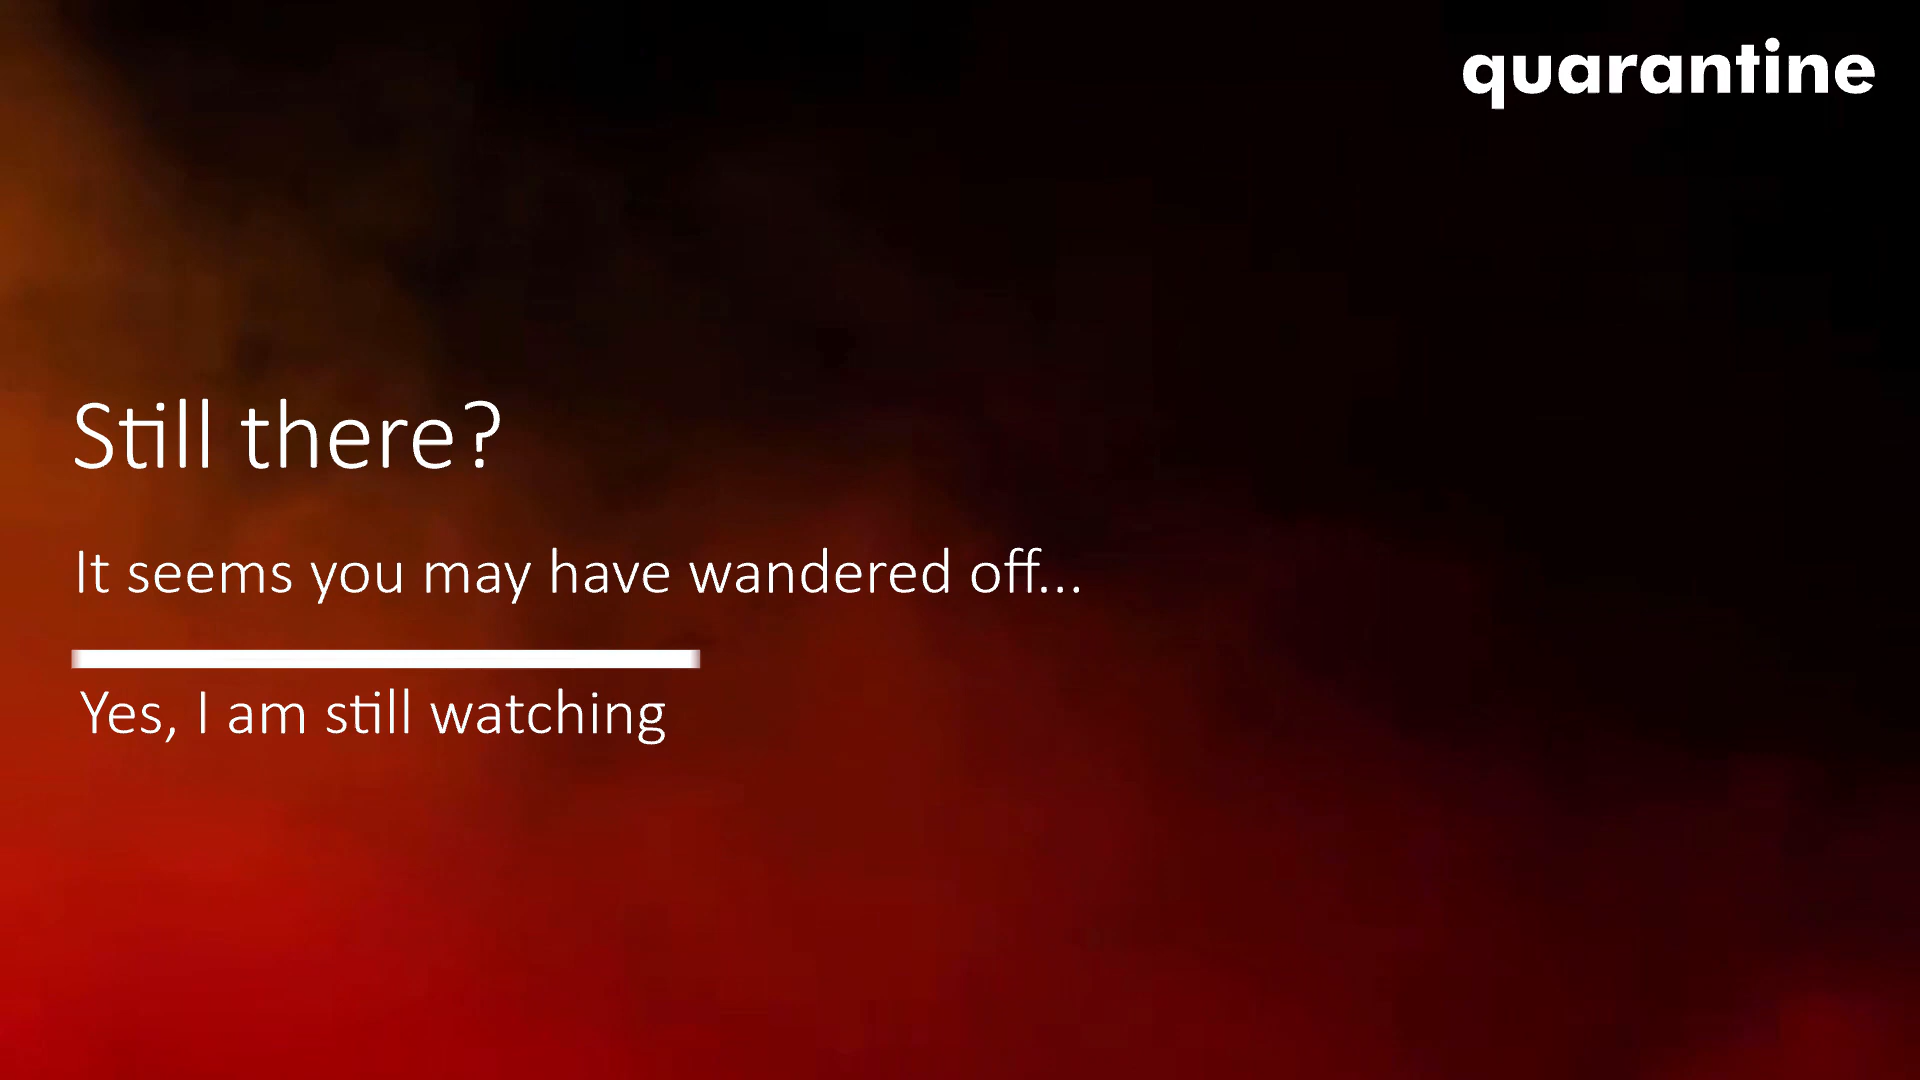 quarantine
Still there?
It seems you may have wandered off...
Yes, I am still watching